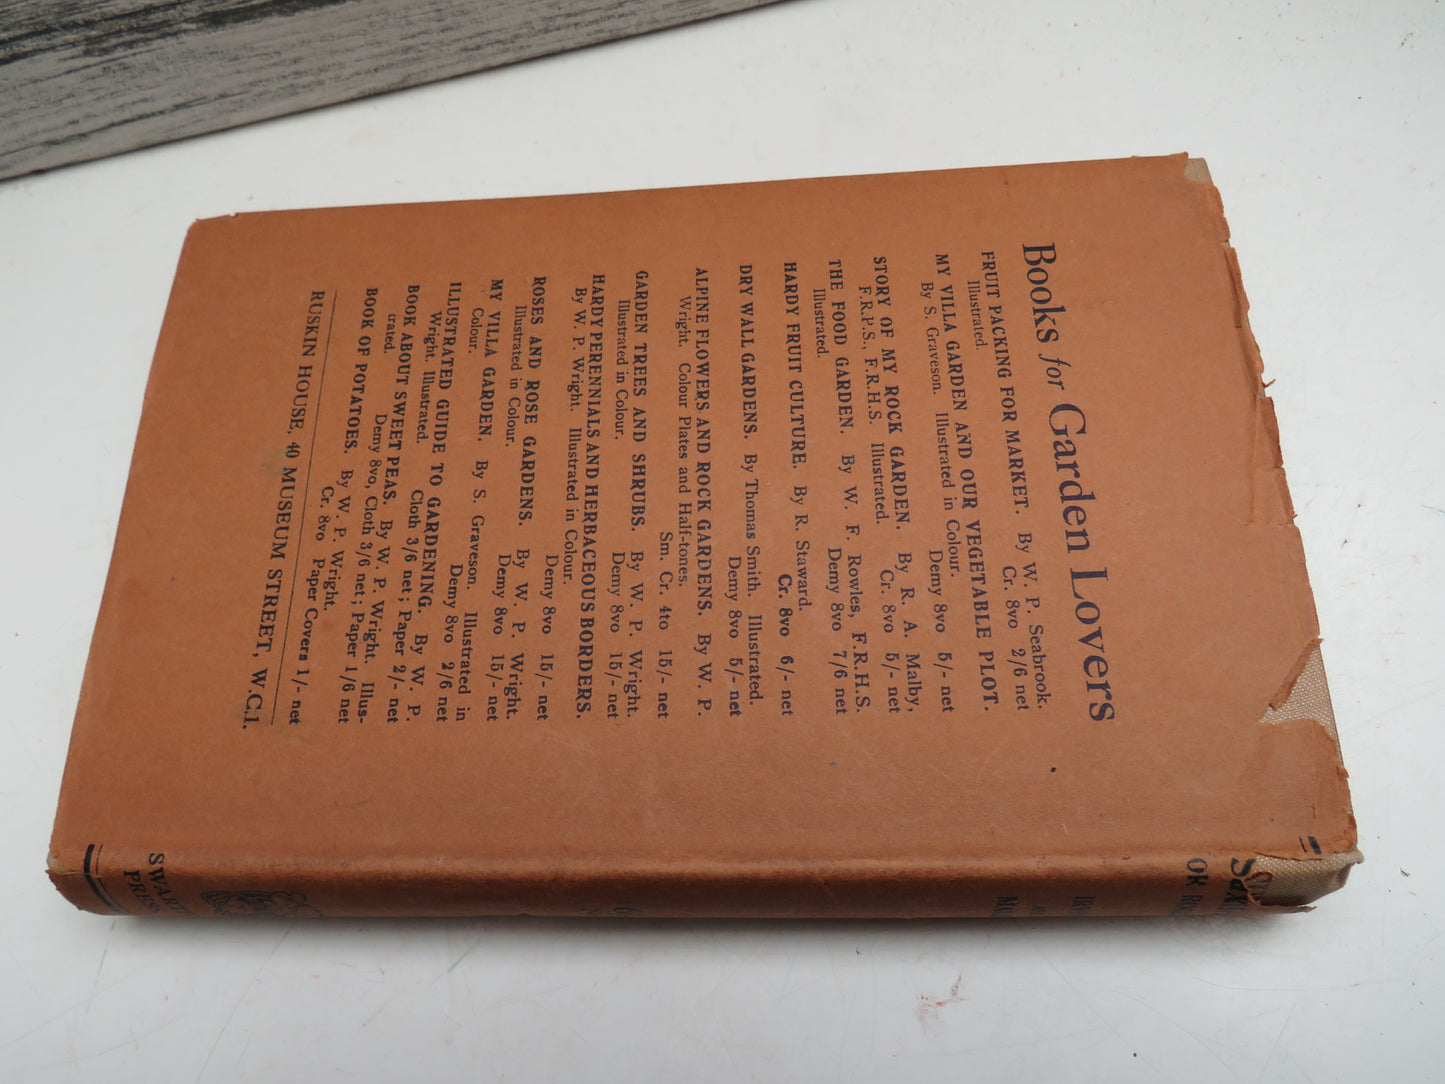 Books for Garden Lovers
FRUIT PACKING FOR MARKET. By W. P. Seabrook.
Illustrated. Cr. 8vo 2/6 net
MY VILLA GARDEN AND OUR VEGETABLE PLOT.
By S. Graveson. Illustrated in Colour.
Demy 8vo 5/- net
STORY OF MY ROCK GARDEN. By R. A. Malby,
F.R.P.S., F.R.H.S. Illustrated. Cr. 8vo 5/- net
THE FOOD GARDEN. By W. F. Rowles, F.R.H.S.
Illustrated. Demy 8vo 7/6 net
HARDY FRUIT CULTURE. By R. Staward.
Cr. 8vo 6/- net
DRY WALL GARDENS. By Thomas Smith. Illustrated.
Demy 8vo 5/- net
ALPINE FLOWERS AND ROCK GARDENS. By W. P.
Wright. Colour Plates and Half-tones.
Sm. Cr. 4to 15/- net
GARDEN TREES AND SHRUBS. By W. P. Wright.
Illustrated in Colour. Demy 8vo 15/- net
HARDY PERENNIALS AND HERBACEOUS BORDERS.
By W. P. Wright. Illustrated in Colour.
Demy 8vo 15/- net
ROSES AND ROSE GARDENS. By W. P. Wright.
Illustrated in Colour. Demy 8vo 15/- net
MY VILLA GARDEN. By S. Graveson. Illustrated in
Colour. Demy 8vo 2/6 net
ILLUSTRATED GUIDE TO GARDENING. By W. P.
Wright. Illustrated. Cloth 3/6 net; Paper 2/- net
BOOK ABOUT SWEET PEAS. By W. P. Wright. Illus-
trated. Demy 8vo, Cloth 3/6 net; Paper 1/6 net
BOOK OF POTATOES. By W. P. Wright.
Cr. 8vo Paper Covers 1/- net
RUSKIN HOUSE, 40 MUSEUM STREET, W.C.1.
OR
SWART
PRESS